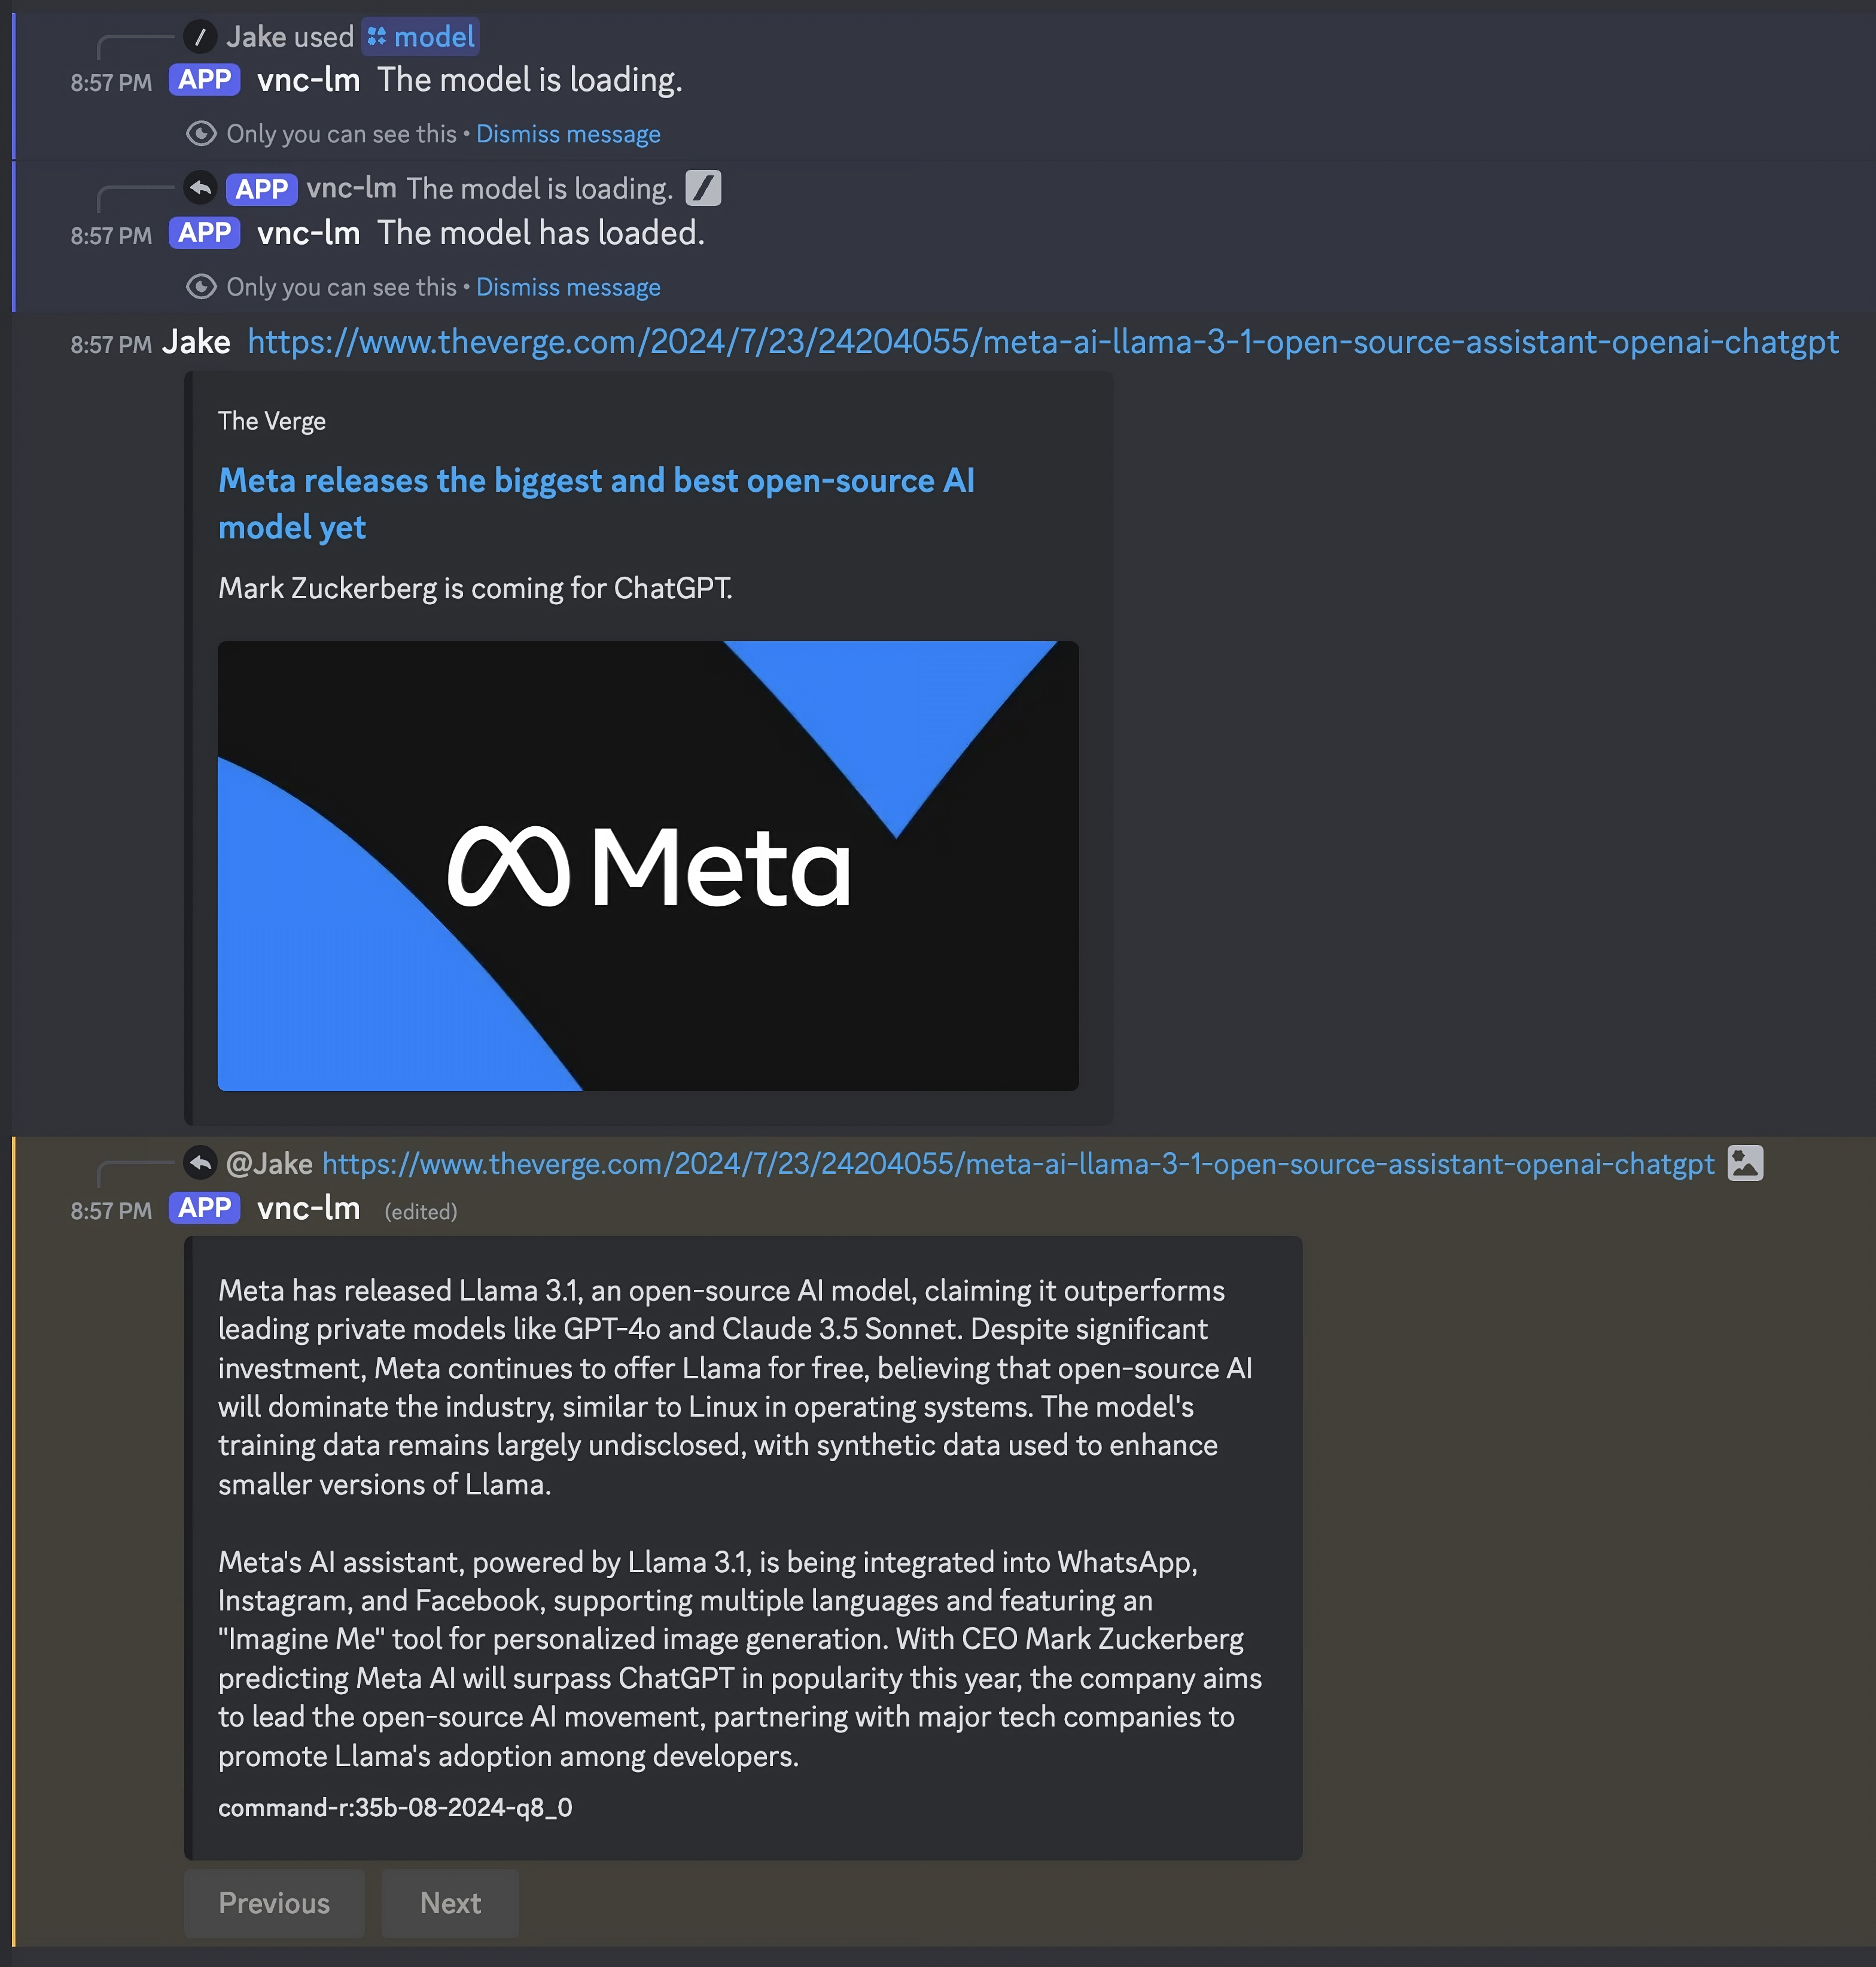 Jake used model
8:57 PM APP vnc-lm The model is loading.
Only you can see this • Dismiss message
APP vnc-lm The model is loading.
8:57 PM APP vnc-lm The model has loaded.
Only you can see this • Dismiss message
8:57 PM Jake https://www.theverge.com/2024/7/23/24204055/meta-ai-llama-3-1-open-source-assistant-openai-chatgpt
The Verge
Meta releases the biggest and best open-source AI
model yet
Mark Zuckerberg is coming for ChatGPT.
Meta
@Jake https://www.theverge.com/2024/7/23/24204055/meta-ai-llama-3-1-open-source-assistant-openai-chatgpt
8:57 PM APP vnc-lm (edited)
Meta has released Llama 3.1, an open-source AI model, claiming it outperforms
leading private models like GPT-4o and Claude 3.5 Sonnet. Despite significant
investment, Meta continues to offer Llama for free, believing that open-source AI
will dominate the industry, similar to Linux in operating systems. The model's
training data remains largely undisclosed, with synthetic data used to enhance
smaller versions of Llama.
Meta's AI assistant, powered by Llama 3.1, is being integrated into WhatsApp,
Instagram, and Facebook, supporting multiple languages and featuring an
"Imagine Me" tool for personalized image generation. With CEO Mark Zuckerberg
predicting Meta AI will surpass ChatGPT in popularity this year, the company aims
to lead the open-source AI movement, partnering with major tech companies to
promote Llama's adoption among developers.
command-r:35b-08-2024-q8_0
Previous Next